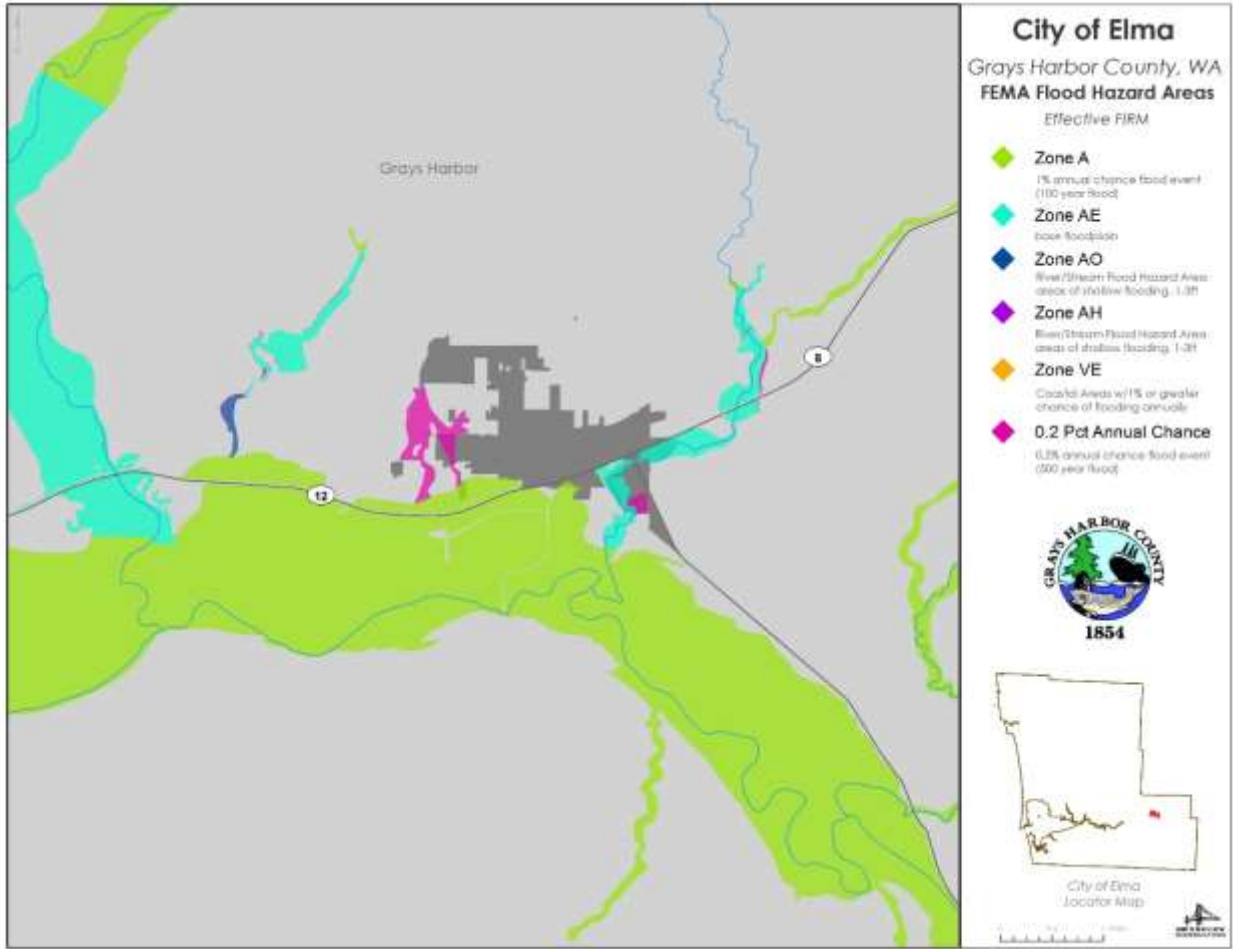 City of Elma
Grays Harbor County, WA
FEMA Flood Hazard Areas
Effective FIRM
Zone A
1% annual chance flood event
(100 year flood)
Zone AE
base floodplain
Zone AO
River/Stream Flood Hazard Area
areas of shallow flooding, 1-3ft
Zone AH
River/Stream Flood Hazard Area
areas of shallow flooding, 1-3ft
Zone VE
Coastal Areas w/1% or greater
chance of flooding annually
0.2 Pct Annual Chance
0.2% annual chance flood event
(500 year flood)
Grays Harbor
8
12
GRAYS HARBOR COUNTY
1854
City of Elma
Locator Map